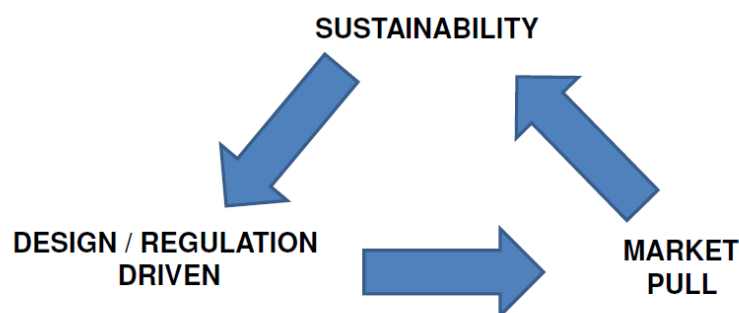 SUSTAINABILITY
DESIGN / REGULATION
DRIVEN
MARKET
PULL